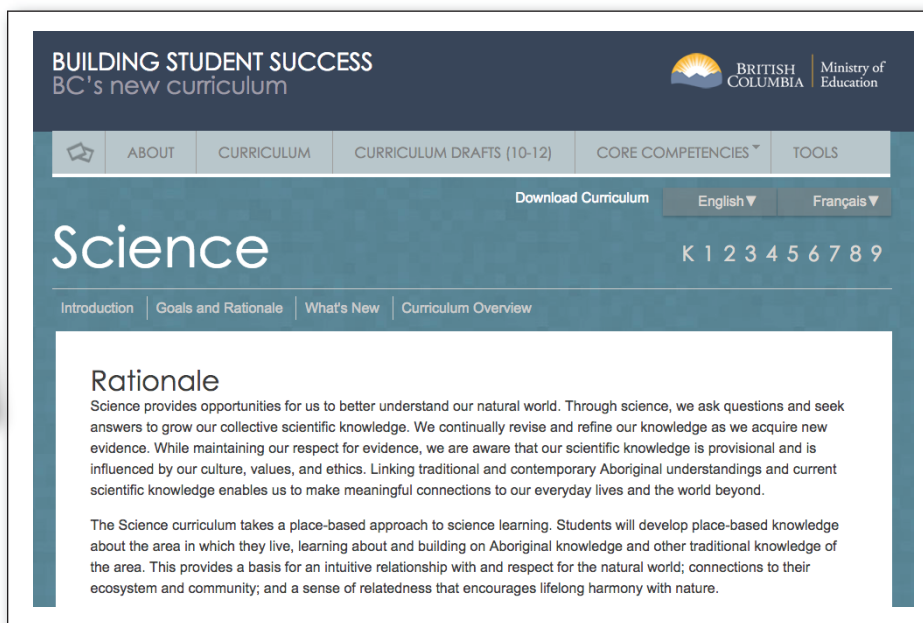 BUILDING STUDENT SUCCESS
BC's new curriculum
BRITISH
COLUMBIA
Ministry of
Education
ABOUT
CURRICULUM
CURRICULUM DRAFTS (10-12)
CORE COMPETENCIES
TOOLS
Download Curriculum
English
Français
Science
K 1 2 3 4 5 6 7 8 9
Introduction
Goals and Rationale
What's New
Curriculum Overview
Rationale
Science provides opportunities for us to better understand our natural world. Through science, we ask questions and seek
answers to grow our collective scientific knowledge. We continually revise and refine our knowledge as we acquire new
evidence. While maintaining our respect for evidence, we are aware that our scientific knowledge is provisional and is
influenced by our culture, values, and ethics. Linking traditional and contemporary Aboriginal understandings and current
scientific knowledge enables us to make meaningful connections to our everyday lives and the world beyond.
The Science curriculum takes a place-based approach to science learning. Students will develop place-based knowledge
about the area in which they live, learning about and building on Aboriginal knowledge and other traditional knowledge of
the area. This provides a basis for an intuitive relationship with and respect for the natural world; connections to their
ecosystem and community; and a sense of relatedness that encourages lifelong harmony with nature.